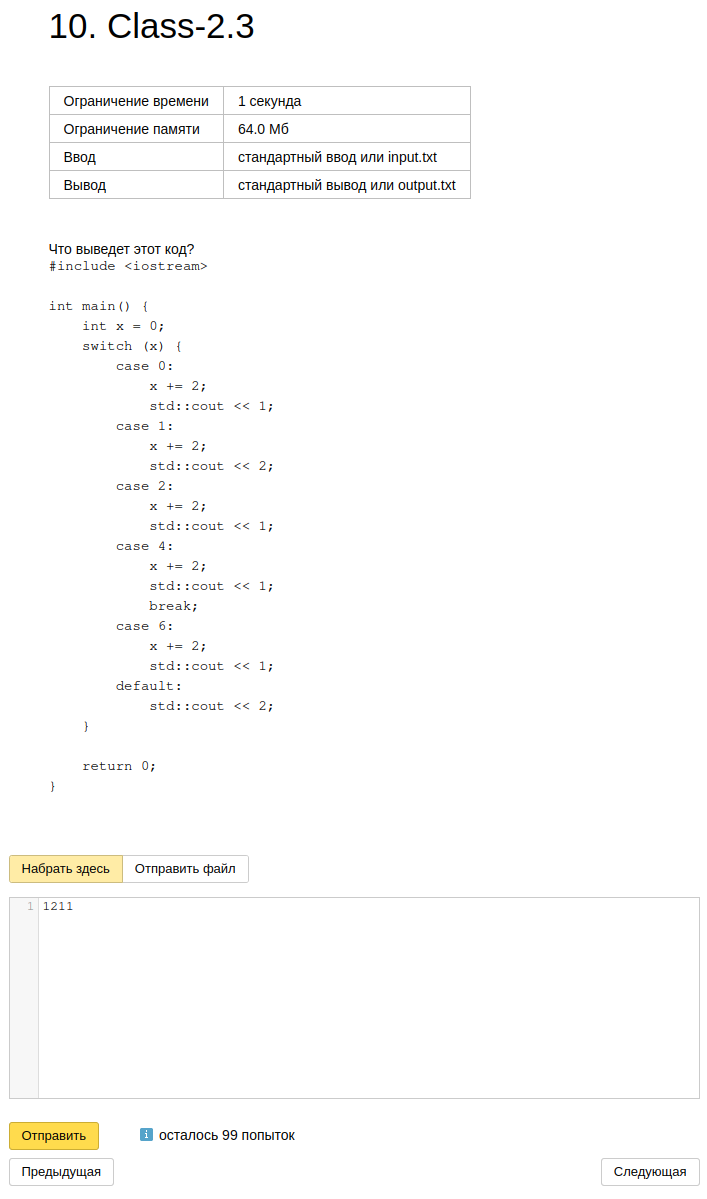 10. Class-2.3
Ограничение времени 1 секунда
Ограничение памяти 64.0 Мб
Ввод стандартный ввод или input.txt
Вывод стандартный вывод или output.txt
Что выведет этот код?
#include <iostream>
int main() {
    int x = 0;
    switch (x) {
        case 0:
            x += 2;
            std::cout << 1;
        case 1:
            x += 2;
            std::cout << 2;
        case 2:
            x += 2;
            std::cout << 1;
        case 4:
            x += 2;
            std::cout << 1;
            break;
        case 6:
            x += 2;
            std::cout << 1;
        default:
            std::cout << 2;
    }
    return 0;
}
Набрать здесь Отправить файл
1 1211
Отправить i осталось 99 попыток
Предыдущая Следующая